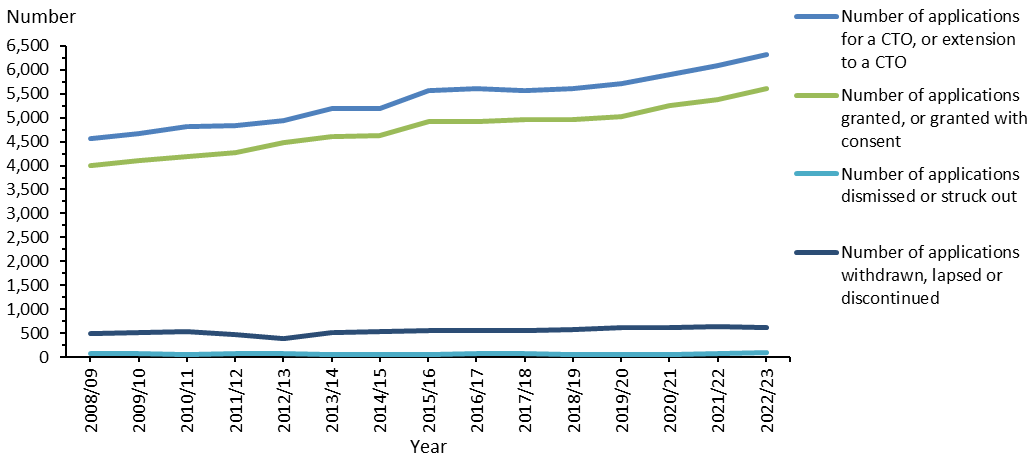 Number
6,500
6,000
5,500
5,000
4,500
4,000
3,500
3,000
2,500
2,000
1,500
1,000
500
0
2008/09
2009/10
2010/11
2011/12
2012/13
2013/14
2014/15
2015/16
2016/17
2017/18
2018/19
2019/20
2020/21
2021/22
2022/23
Year
Number of applications
for a CTO, or extension
to a CTO
Number of applications
granted, or granted with
consent
Number of applications
dismissed or struck out
Number of applications
withdrawn, lapsed or
discontinued